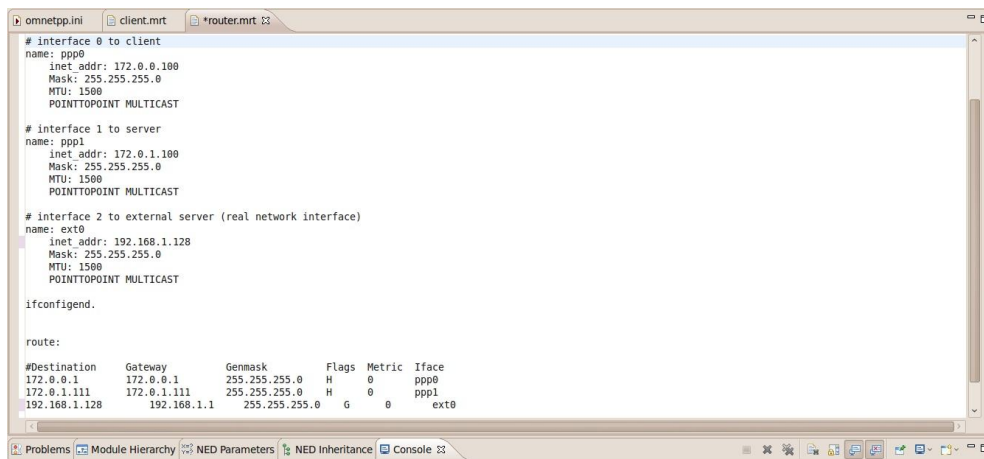 omnetpp.ini client.mrt *router.mrt
# interface 0 to client
name: ppp0
inet_addr: 172.0.0.100
Mask: 255.255.255.0
MTU: 1500
POINTTOPOINT MULTICAST
# interface 1 to server
name: ppp1
inet_addr: 172.0.1.100
Mask: 255.255.255.0
MTU: 1500
POINTTOPOINT MULTICAST
# interface 2 to external server (real network interface)
name: ext0
inet_addr: 192.168.1.128
Mask: 255.255.255.0
MTU: 1500
POINTTOPOINT MULTICAST
ifconfigend.
route:
#Destination Gateway Genmask Flags Metric Iface
172.0.0.1 172.0.0.1 255.255.255.0 H 0 ppp0
172.0.1.111 172.0.1.111 255.255.255.0 H 0 ppp1
192.168.1.128 192.168.1.1 255.255.255.0 G 0 ext0
Problems Module Hierarchy NED Parameters NED Inheritance Console